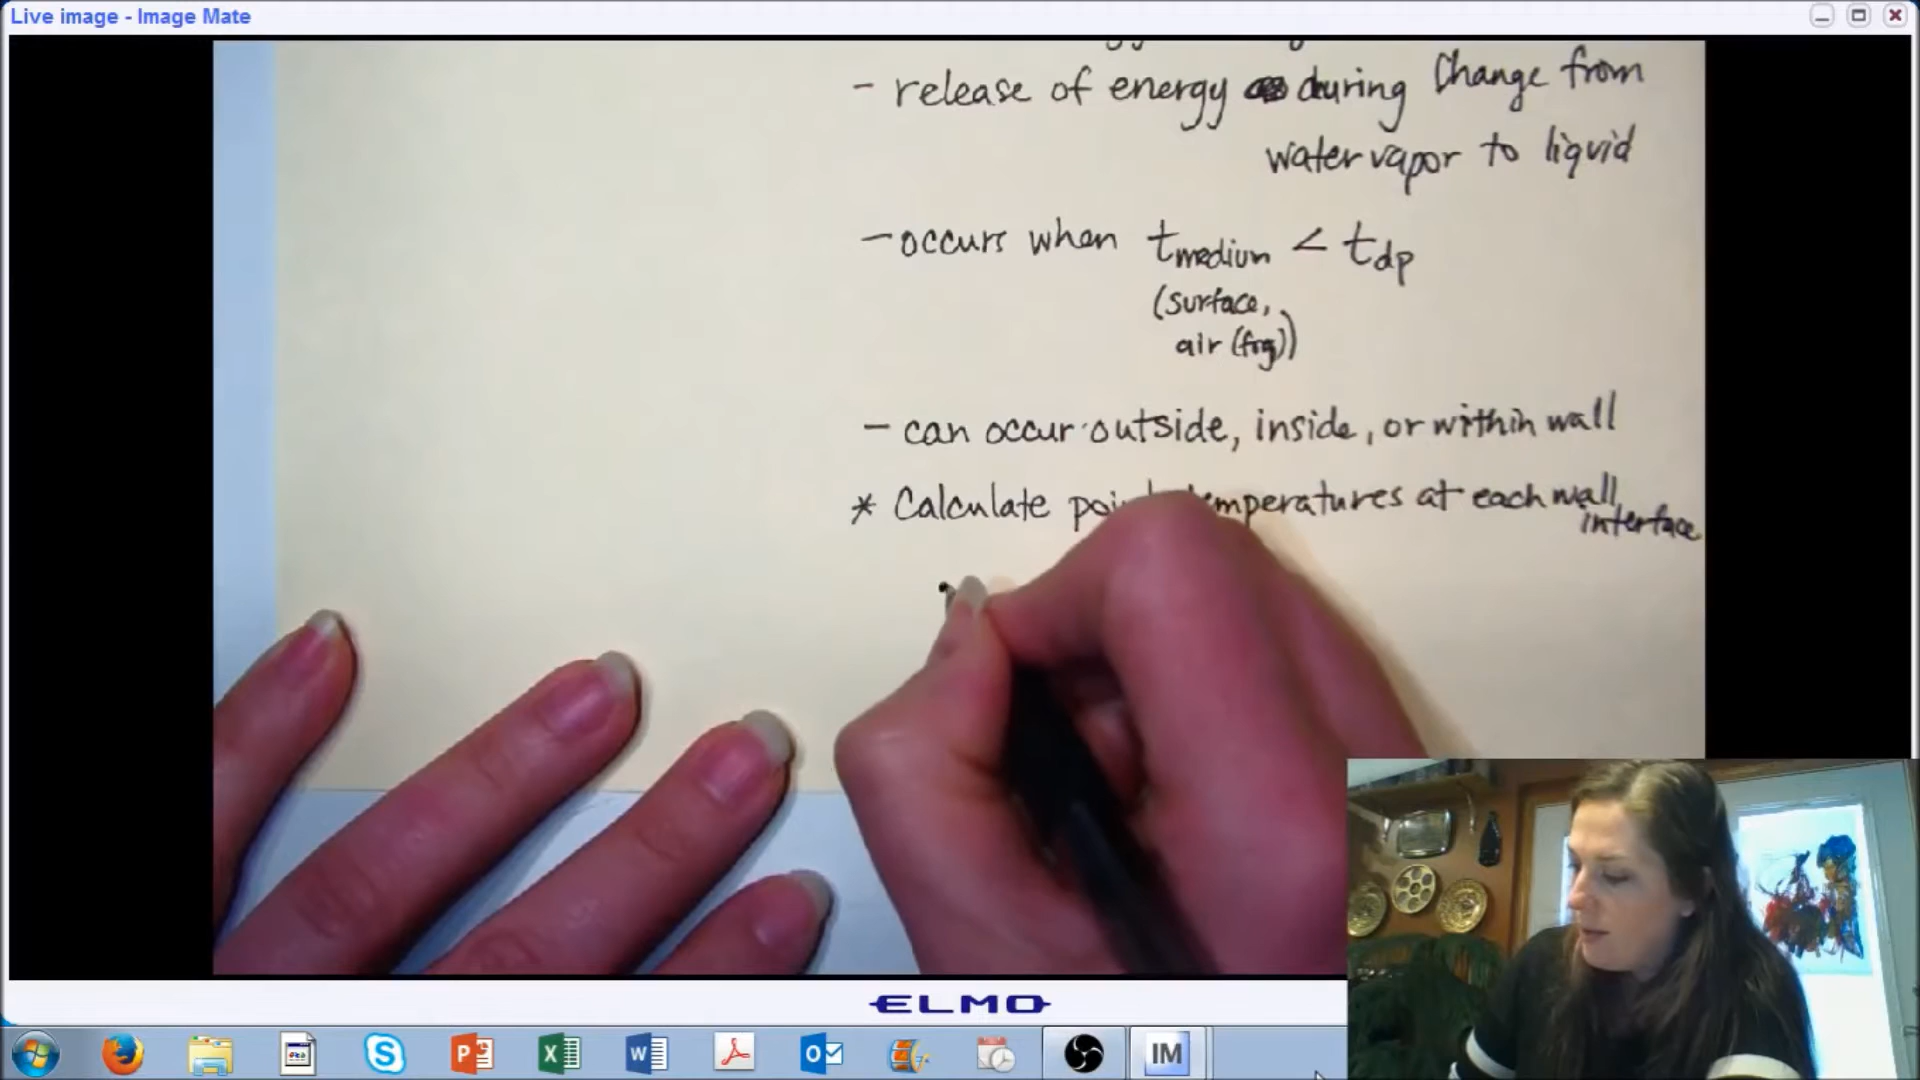 Live image - Image Mate
- release of energy during Change from
water vapor to liquid
- occurs when tmedium < tdp
(surface,
air (fog))
- can occur outside, inside, or within wall
* Calculate temperatures at each wall
interface
ELMO
IM